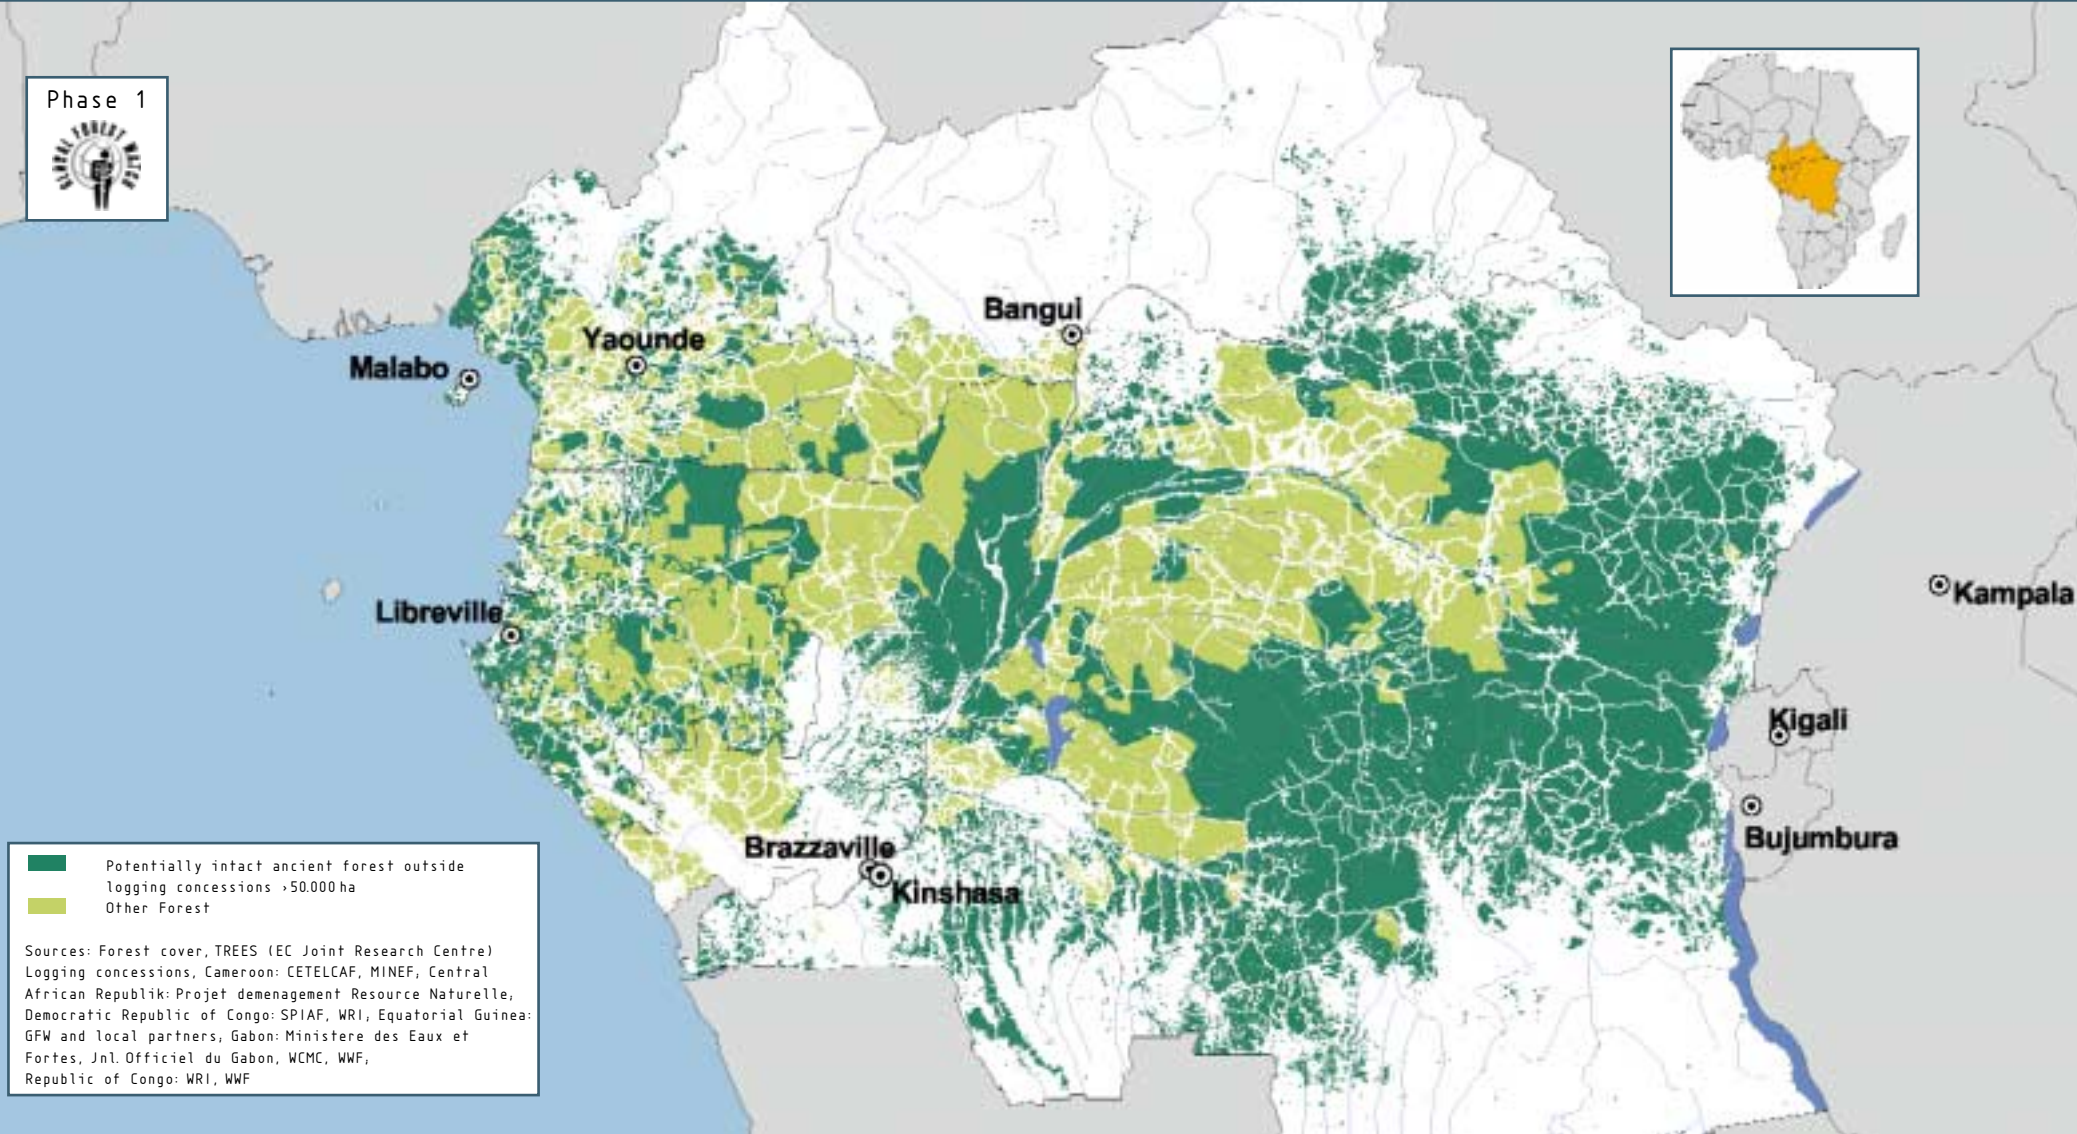 Phase 1
GLOBAL FOREST WATCH
Bangui
Yaounde
Malabo
Libreville
Kampala
Kigali
Bujumbura
Brazzaville
Kinshasa
Potentially intact ancient forest outside
logging concessions >50.000 ha
Other Forest
Sources: Forest cover, TREES (EC Joint Research Centre)
Logging concessions, Cameroon: CETELCAF, MINEF; Central
African Republik: Projet demenagement Resource Naturelle,
Democratic Republic of Congo: SPIAF, WRI; Equatorial Guinea:
GFW and local partners; Gabon: Ministere des Eaux et
Fortes, Jnl. Officiel du Gabon, WCMC, WWF;
Republic of Congo: WRI, WWF